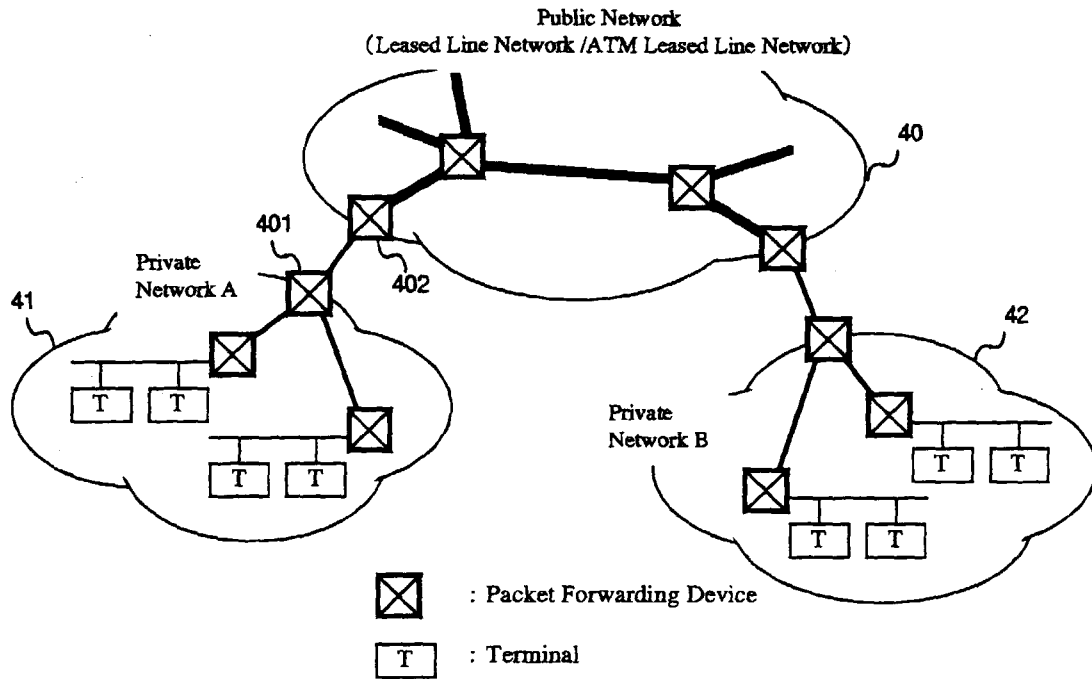 Public Network
(Leased Line Network /ATM Leased Line Network)
40
401
402
Private
Network A
41
42
T
T
T
T
Private
Network B
T
T
T
T
: Packet Forwarding Device
T
: Terminal